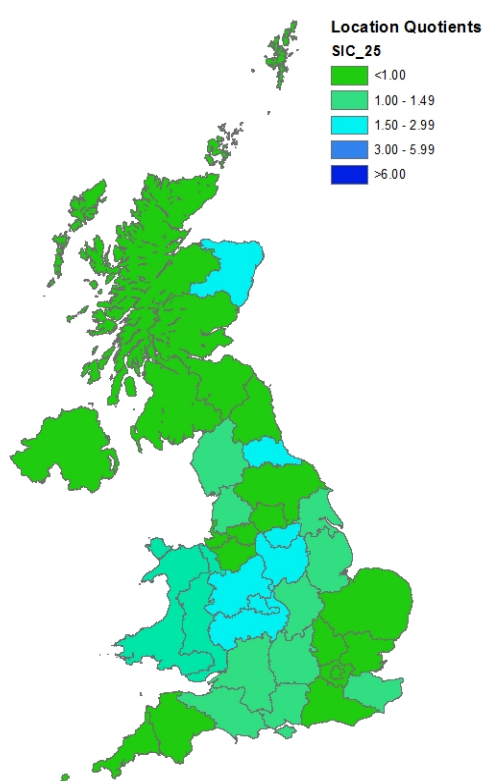 Location Quotients
SIC_25
<1.00
1.00 - 1.49
1.50 - 2.99
3.00 - 5.99
>6.00